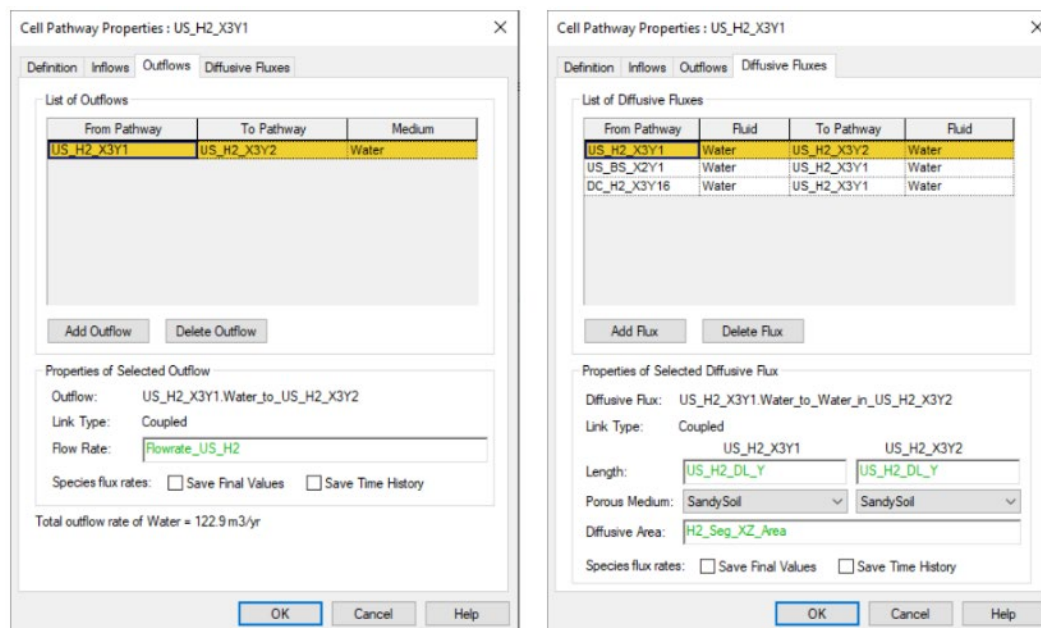 Cell Pathway Properties : US_H2_X3Y1
Definition Inflows Outflows Diffusive Fluxes
List of Outflows
From Pathway To Pathway Medium
US_H2_X3Y1 US_H2_X3Y2 Water
Add Outflow Delete Outflow
Properties of Selected Outflow
Outflow: US_H2_X3Y1.Water_to_US_H2_X3Y2
Link Type: Coupled
Flow Rate: Flowrate_US_H2
Species flux rates: Save Final Values Save Time History
Total outflow rate of Water = 122.9 m3/yr
OK Cancel Help
Cell Pathway Properties : US_H2_X3Y1
Definition Inflows Outflows Diffusive Fluxes
List of Diffusive Fluxes
From Pathway Fluid To Pathway Fluid
US_H2_X3Y1 Water US_H2_X3Y2 Water
US_BS_X2Y1 Water US_H2_X3Y1 Water
DC_H2_X3Y16 Water US_H2_X3Y1 Water
Add Flux Delete Flux
Properties of Selected Diffusive Flux
Diffusive Flux: US_H2_X3Y1.Water_to_Water_in_US_H2_X3Y2
Link Type: Coupled
US_H2_X3Y1 US_H2_X3Y2
Length: US_H2_DL_Y US_H2_DL_Y
Porous Medium: SandySoil SandySoil
Diffusive Area: H2_Seg_XZ_Area
Species flux rates: Save Final Values Save Time History
OK Cancel Help